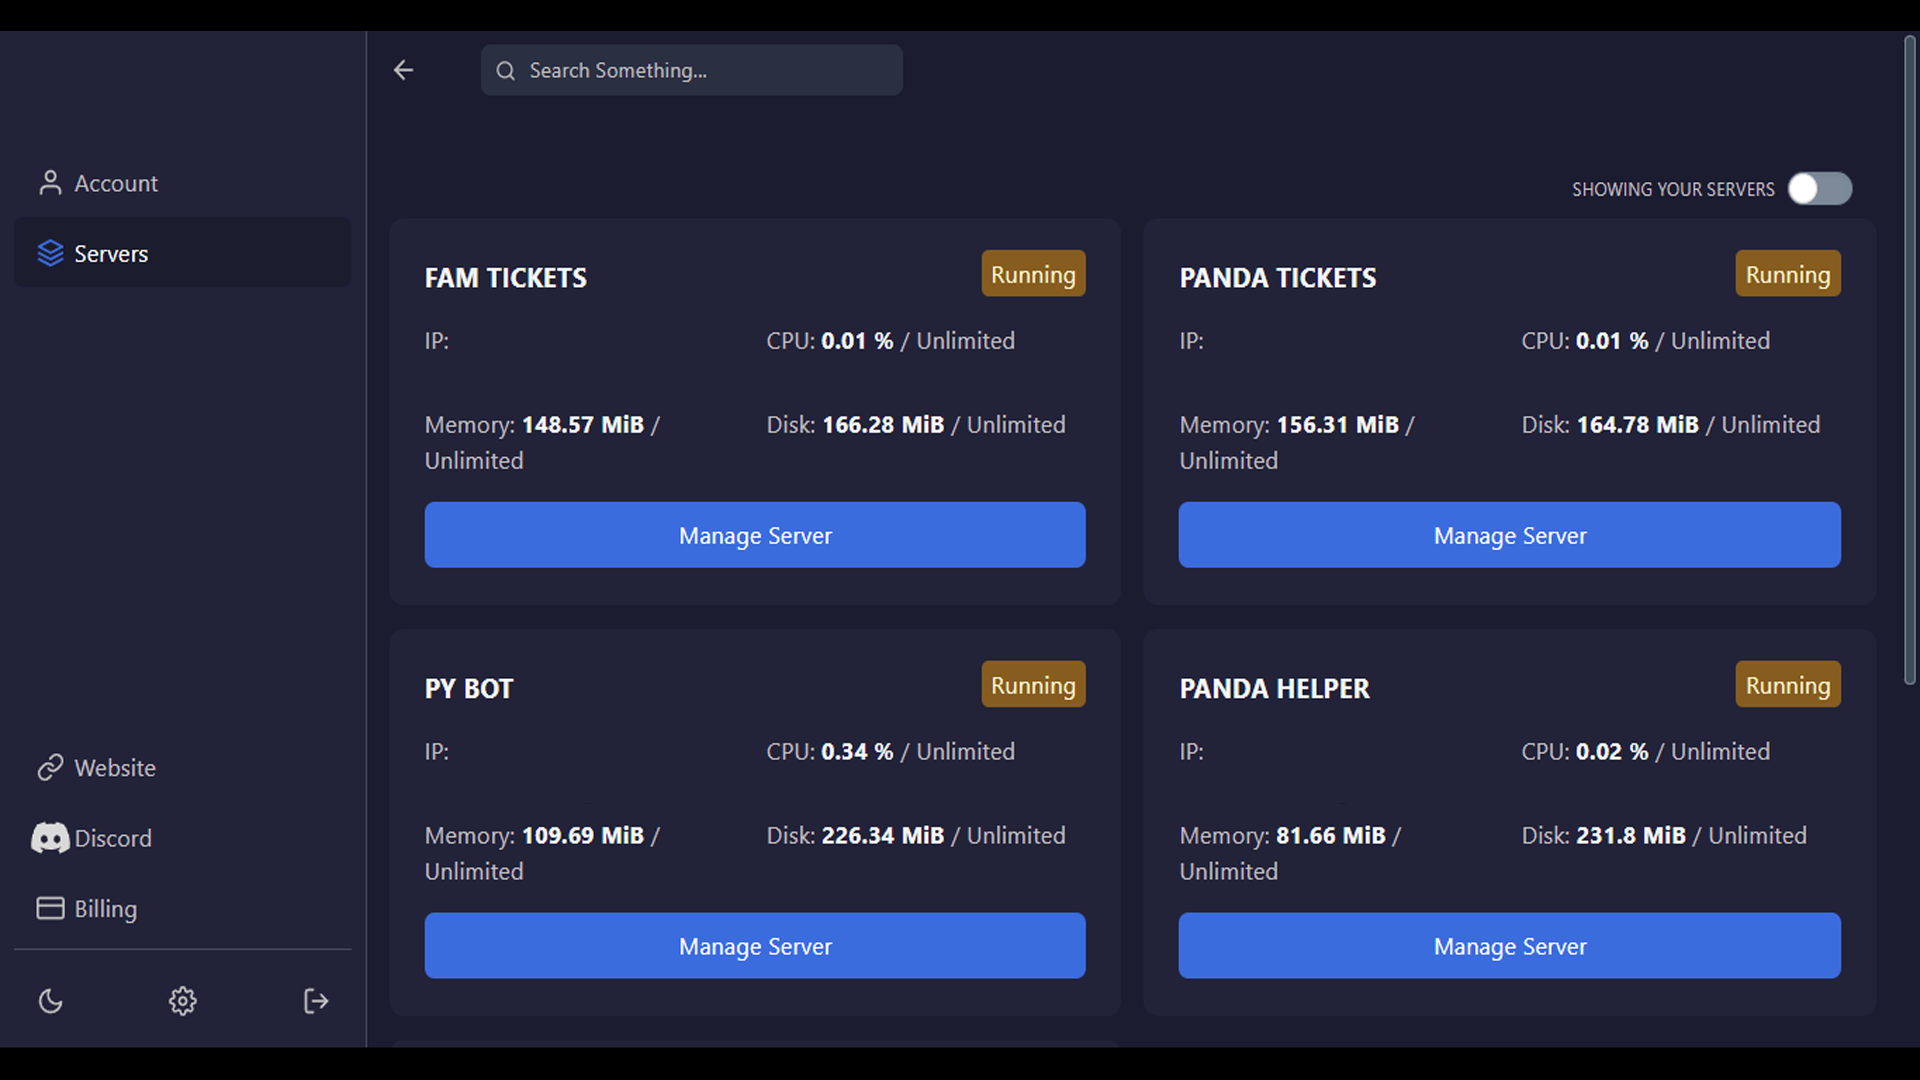 Search Something...
Account
Servers
SHOWING YOUR SERVERS
FAM TICKETS
Running
IP:
CPU: 0.01 % / Unlimited
Memory: 148.57 MiB /
Unlimited
Disk: 166.28 MiB / Unlimited
Manage Server
PANDA TICKETS
Running
IP:
CPU: 0.01 % / Unlimited
Memory: 156.31 MiB /
Unlimited
Disk: 164.78 MiB / Unlimited
Manage Server
PY BOT
Running
IP:
CPU: 0.34 % / Unlimited
Memory: 109.69 MiB /
Unlimited
Disk: 226.34 MiB / Unlimited
Manage Server
PANDA HELPER
Running
IP:
CPU: 0.02 % / Unlimited
Memory: 81.66 MiB /
Unlimited
Disk: 231.8 MiB / Unlimited
Manage Server
Website
Discord
Billing